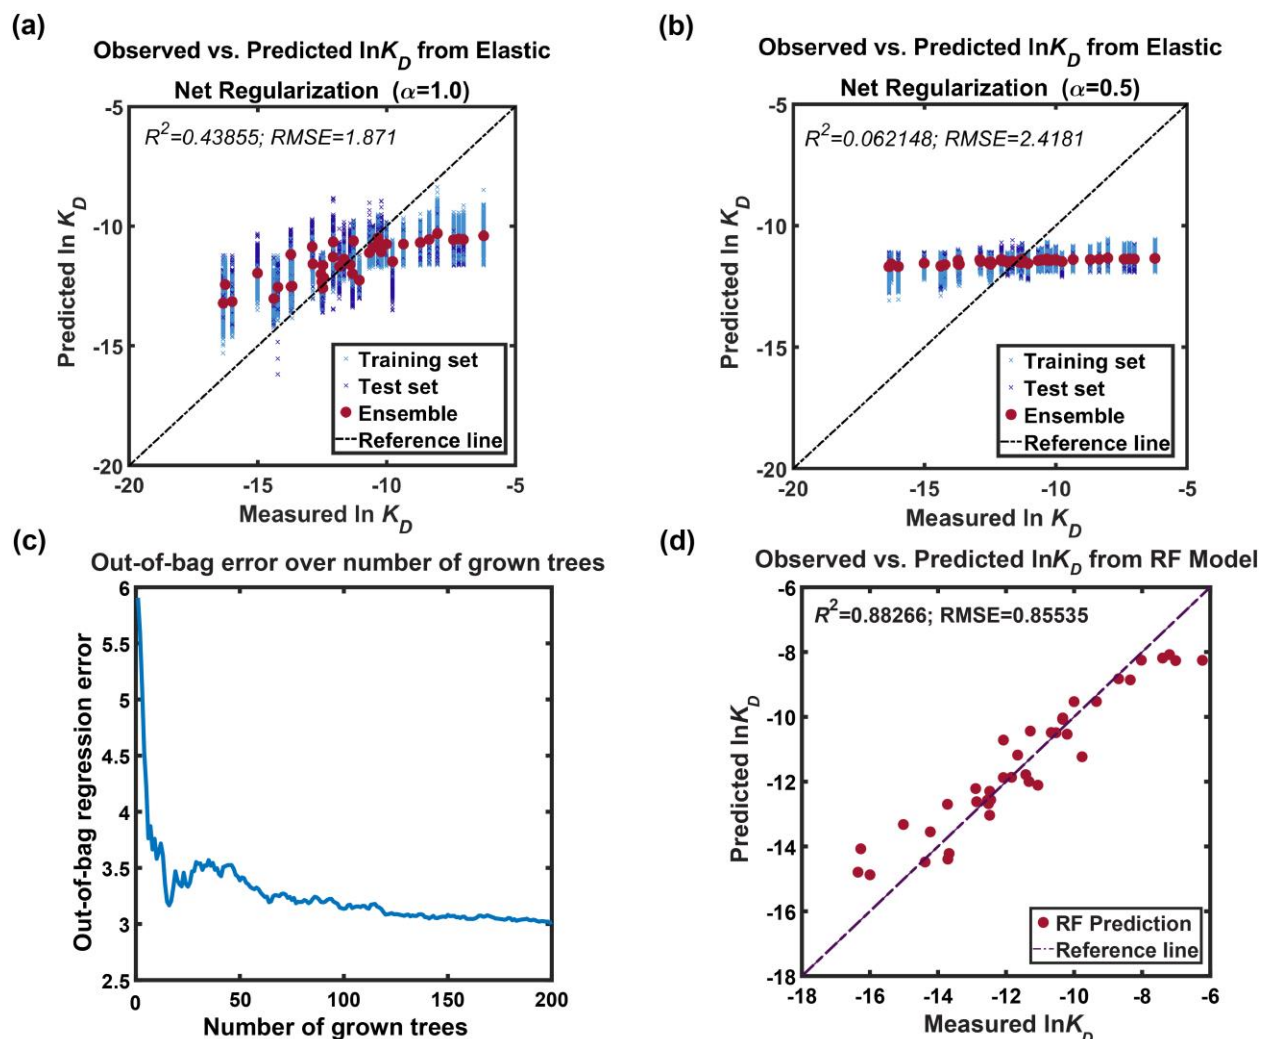 (a)
Observed vs. Predicted lnK_D from Elastic
Net Regularization (α=1.0)
R²=0.43855; RMSE=1.871
Predicted ln K_D
-5
-10
-15
-20
-20 -15 -10 -5
Measured ln K_D
Training set
Test set
Ensemble
Reference line
(b)
Observed vs. Predicted lnK_D from Elastic
Net Regularization (α=0.5)
R²=0.062148; RMSE=2.4181
Predicted ln K_D
-5
-10
-15
-20
-20 -15 -10 -5
Measured ln K_D
Training set
Test set
Ensemble
Reference line
(c)
Out-of-bag error over number of grown trees
Out-of-bag regression error
6
5.5
5
4.5
4
3.5
3
2.5
0 50 100 150 200
Number of grown trees
(d)
Observed vs. Predicted lnK_D from RF Model
R²=0.88266; RMSE=0.85535
Predicted lnK_D
-6
-8
-10
-12
-14
-16
-18
-18 -16 -14 -12 -10 -8 -6
Measured lnK_D
RF Prediction
Reference line